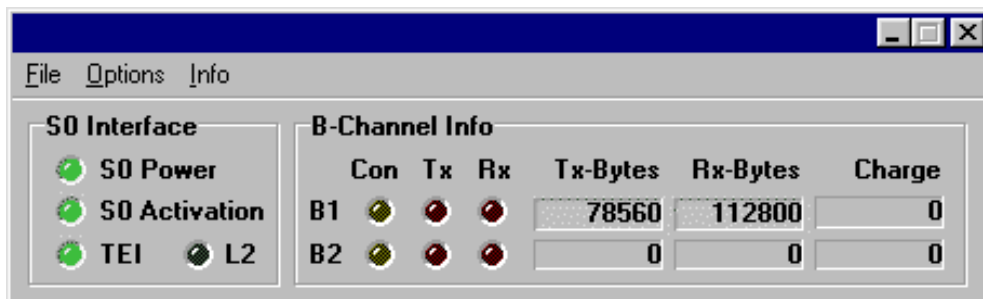 File Options Info
S0 Interface B-Channel Info
S0 Power Con Tx Rx Tx-Bytes Rx-Bytes Charge
S0 Activation B1 78560 112800 0
TEI L2 B2 0 0 0